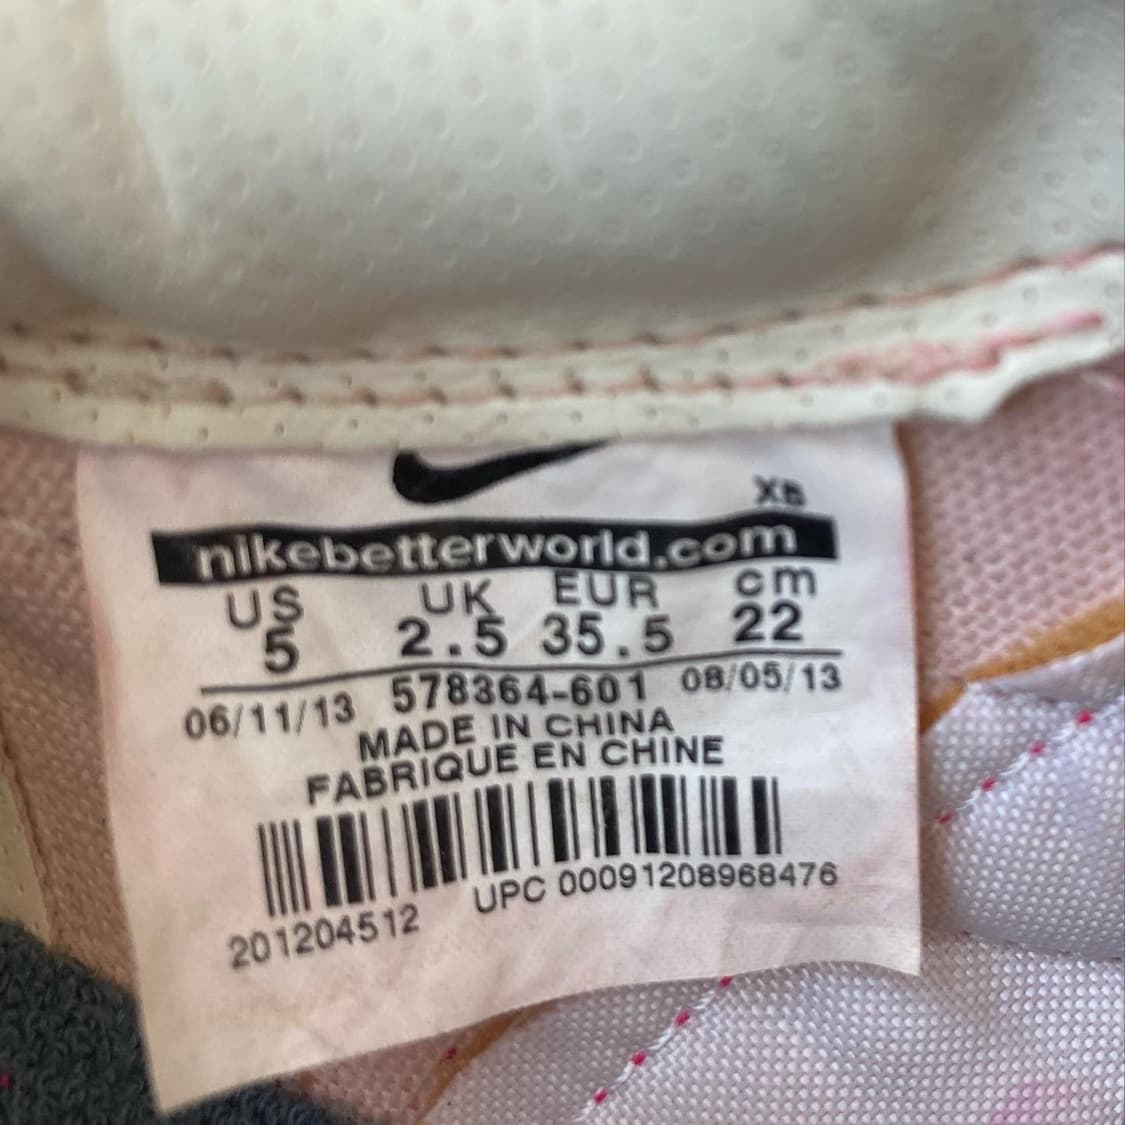 XB
nikebetterworld.com
US UK EUR cm
5 2.5 35.5 22
06/11/13 578364-601 08/05/13
MADE IN CHINA
FABRIQUE EN CHINE
UPC 00091208968476
201204512